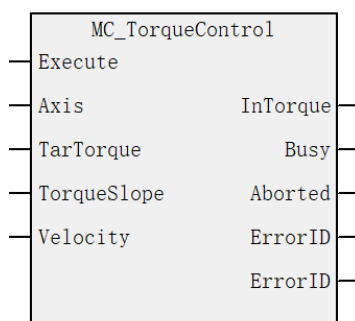 MC_TorqueControl
Execute
Axis InTorque
TarTorque Busy
TorqueSlope Aborted
Velocity ErrorID
ErrorID